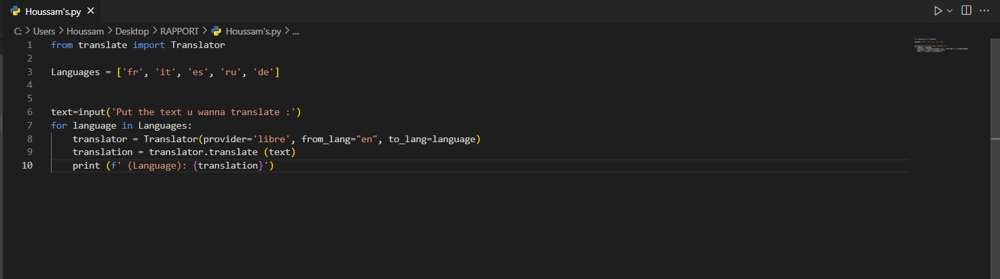 Houssam's.py
C: > Users > Houssam > Desktop > RAPPORT > Houssam's.py > ...
1 from translate import Translator
2
3 Languages = ['fr', 'it', 'es', 'ru', 'de']
4
5
6 text=input('Put the text u wanna translate :')
7 for language in Languages:
8 translator = Translator(provider='libre', from_lang="en", to_lang=language)
9 translation = translator.translate (text)
10 print (f' (Language): {translation}')